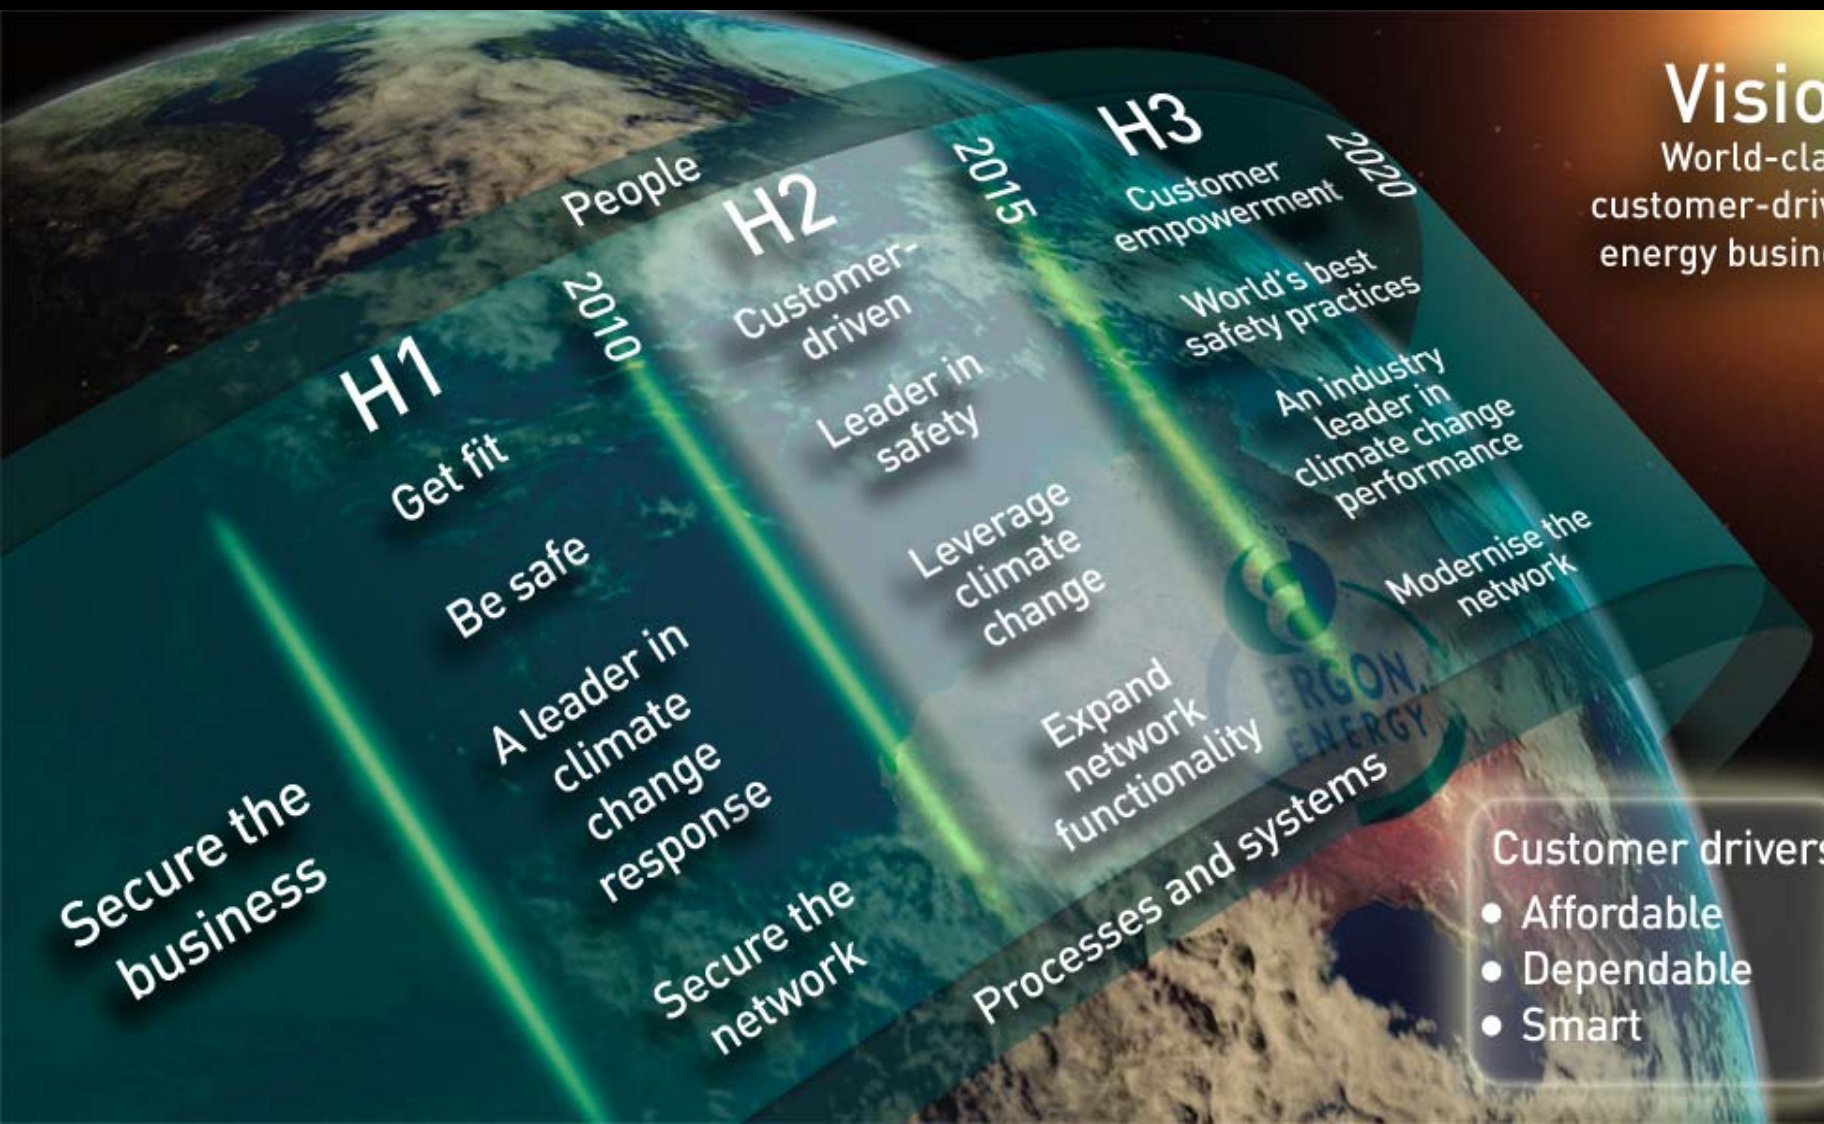 People
Secure the
business
H1
Get fit
Be safe
A leader in
climate
change
response
Secure the
network
2010
H2
Customer-
driven
Leader in
safety
Leverage
climate
change
Expand
network
functionality
2015
H3
Customer
empowerment
World's best
safety practices
An industry
leader in
climate change
performance
Modernise the
network
2020
ERGON
ENERGY
Processes and systems
Visio
World-cla
customer-driv
energy busin
Customer drivers
• Affordable
• Dependable
• Smart